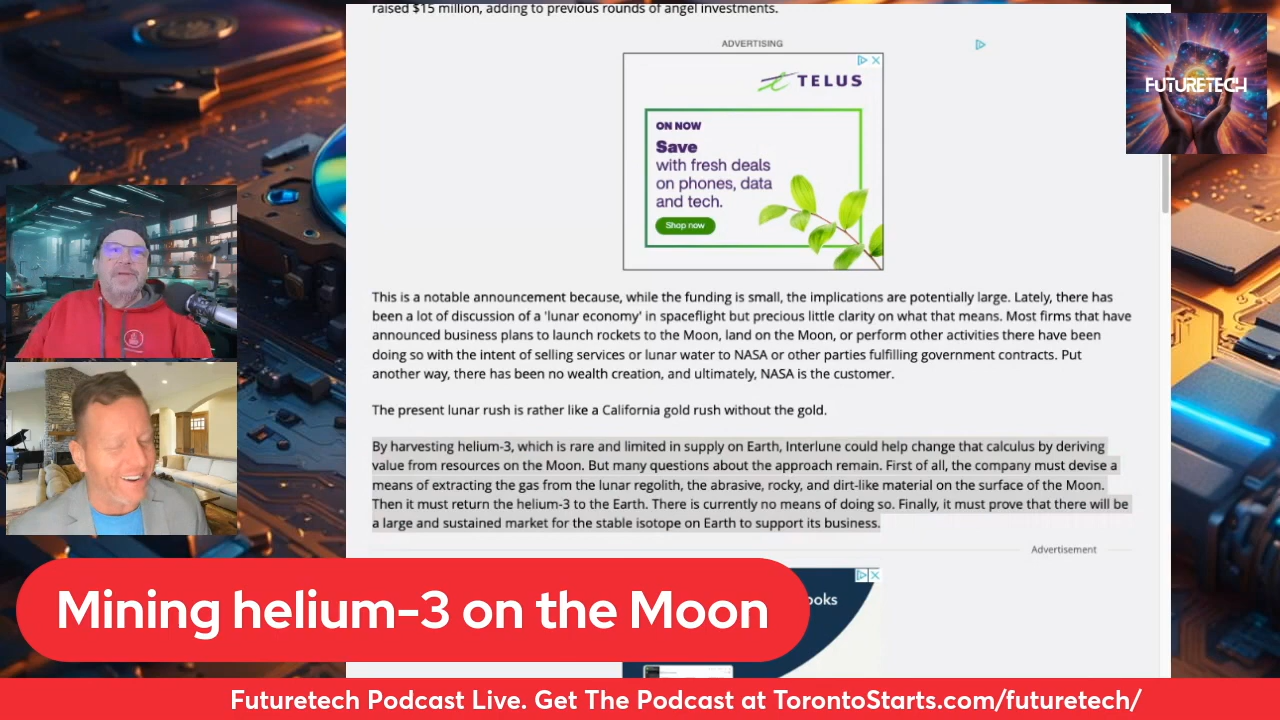 raised $15 million, adding to previous rounds of angel investments.
ADVERTISING
TELUS
ON NOW
Save
with fresh deals
on phones, data
and tech.
Shop now
FUTURETECH
This is a notable announcement because, while the funding is small, the implications are potentially large. Lately, there has
been a lot of discussion of a 'lunar economy' in spaceflight but precious little clarity on what that means. Most firms that have
announced business plans to launch rockets to the Moon, land on the Moon, or perform other activities there have been
doing so with the intent of selling services or lunar water to NASA or other parties fulfilling government contracts. Put
another way, there has been no wealth creation, and ultimately, NASA is the customer.
The present lunar rush is rather like a California gold rush without the gold.
By harvesting helium-3, which is rare and limited in supply on Earth, Interlune could help change that calculus by deriving
value from resources on the Moon. But many questions about the approach remain. First of all, the company must devise a
means of extracting the gas from the lunar regolith, the abrasive, rocky, and dirt-like material on the surface of the Moon.
Then it must return the helium-3 to the Earth. There is currently no means of doing so. Finally, it must prove that there will be
a large and sustained market for the stable isotope on Earth to support its business.
Advertisement
ooks
Mining helium-3 on the Moon
Futuretech Podcast Live. Get The Podcast at TorontoStarts.com/futuretech/